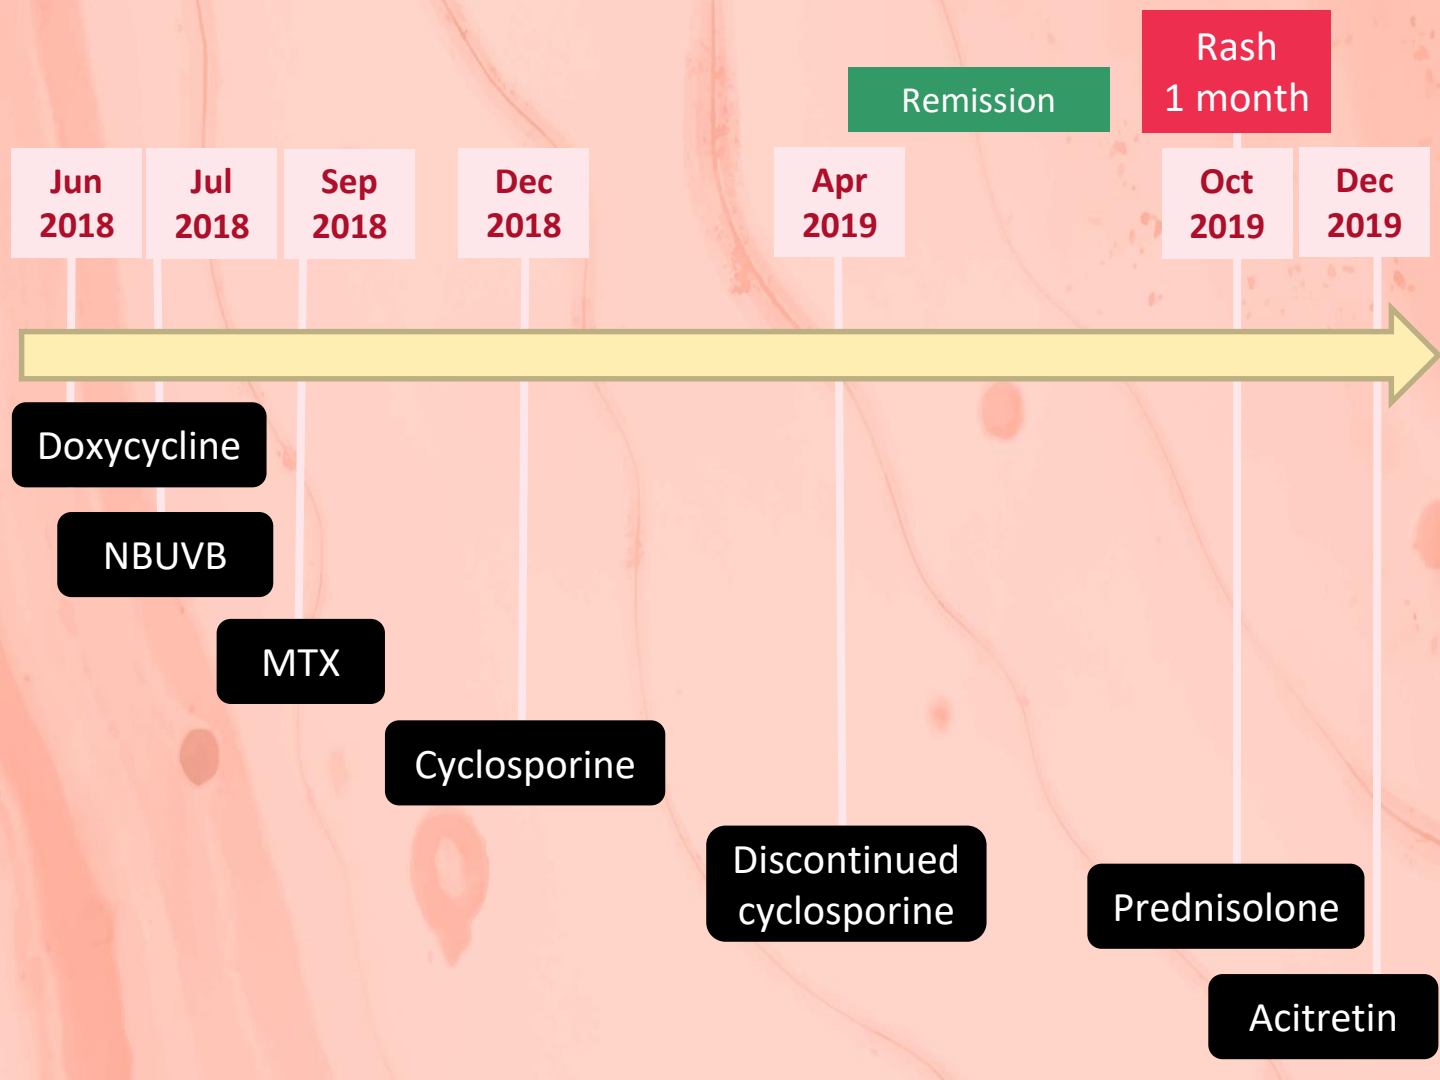 Remission
Rash
1 month
Jun
2018
Jul
2018
Sep
2018
Dec
2018
Apr
2019
Oct
2019
Dec
2019
Doxycycline
NBUVB
MTX
Cyclosporine
Discontinued
cyclosporine
Prednisolone
Acitretin